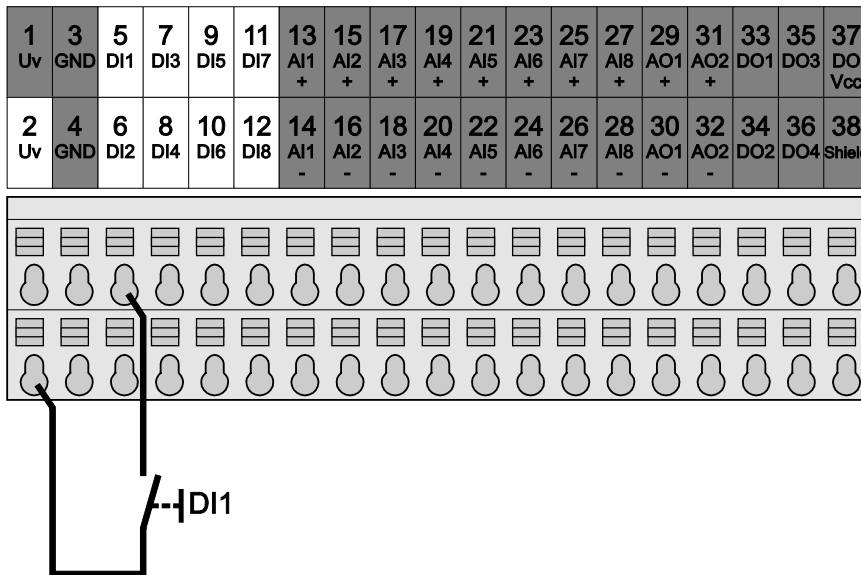 1 3 5 7 9 11 13 15 17 19 21 23 25 27 29 31 33 35 37
Uv GND DI1 DI3 DI5 DI7 AI1 AI2 AI3 AI4 AI5 AI6 AI7 AI8 AO1 AO2 DO1 DO3 DO
+ + + + + + + + + + Vcc
2 4 6 8 10 12 14 16 18 20 22 24 26 28 30 32 34 36 38
Uv GND DI2 DI4 DI6 DI8 AI1 AI2 AI3 AI4 AI5 AI6 AI7 AI8 AO1 AO2 DO2 DO4 Shield
- - - - - - - - - -
DI1